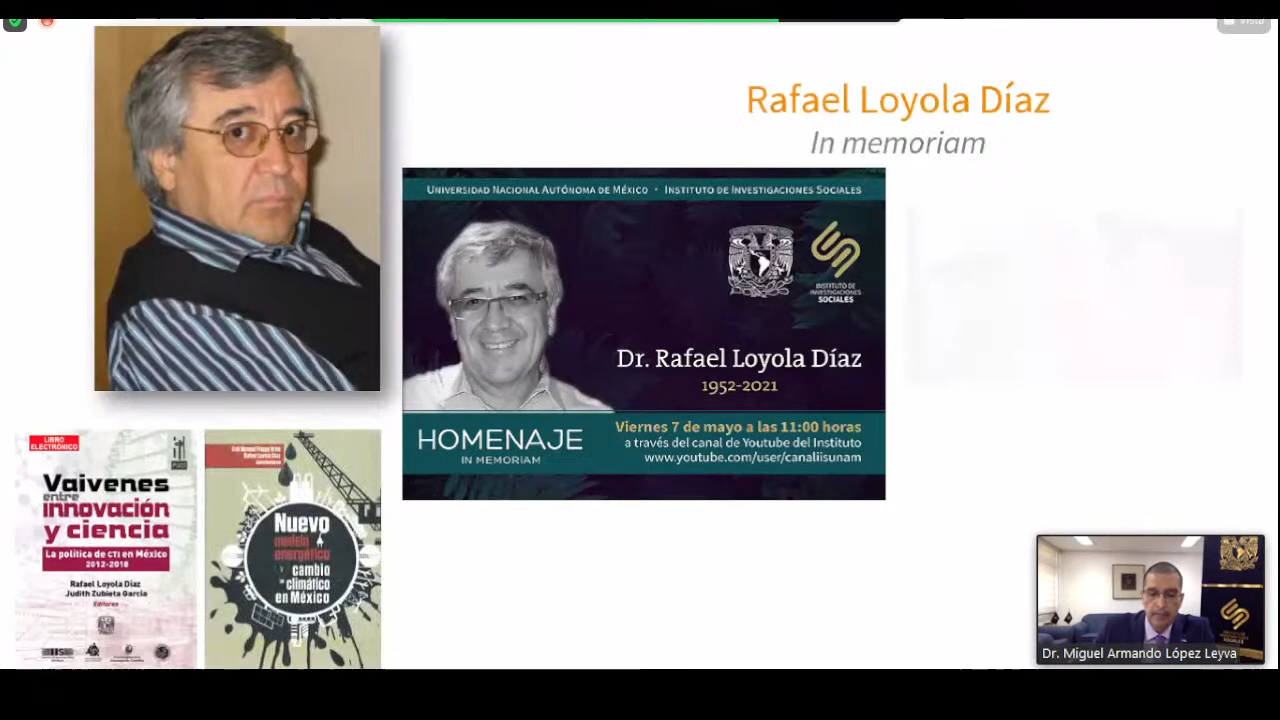 Vista
Rafael Loyola Díaz
In memoriam
UNIVERSIDAD NACIONAL AUTÓNOMA DE MÉXICO · INSTITUTO DE INVESTIGACIONES SOCIALES
INSTITUTO DE
INVESTIGACIONES
SOCIALES
Dr. Rafael Loyola Díaz
1952-2021
HOMENAJE
IN MEMORIAM
Viernes 7 de mayo a las 11:00 horas
a través del canal de Youtube del Instituto
www.youtube.com/user/canaliisunam
LIBRO
ELECTRÓNICO
Vaivenes
entre
innovación
y ciencia
La política de CTI en México
2012-2018
Rafael Loyola Díaz
Judith Zubieta García
Editores
Rafael Loyola Díaz
Nuevo
modelo
energético
y
cambio
climático
en México
Dr. Miguel Armando López Leyva